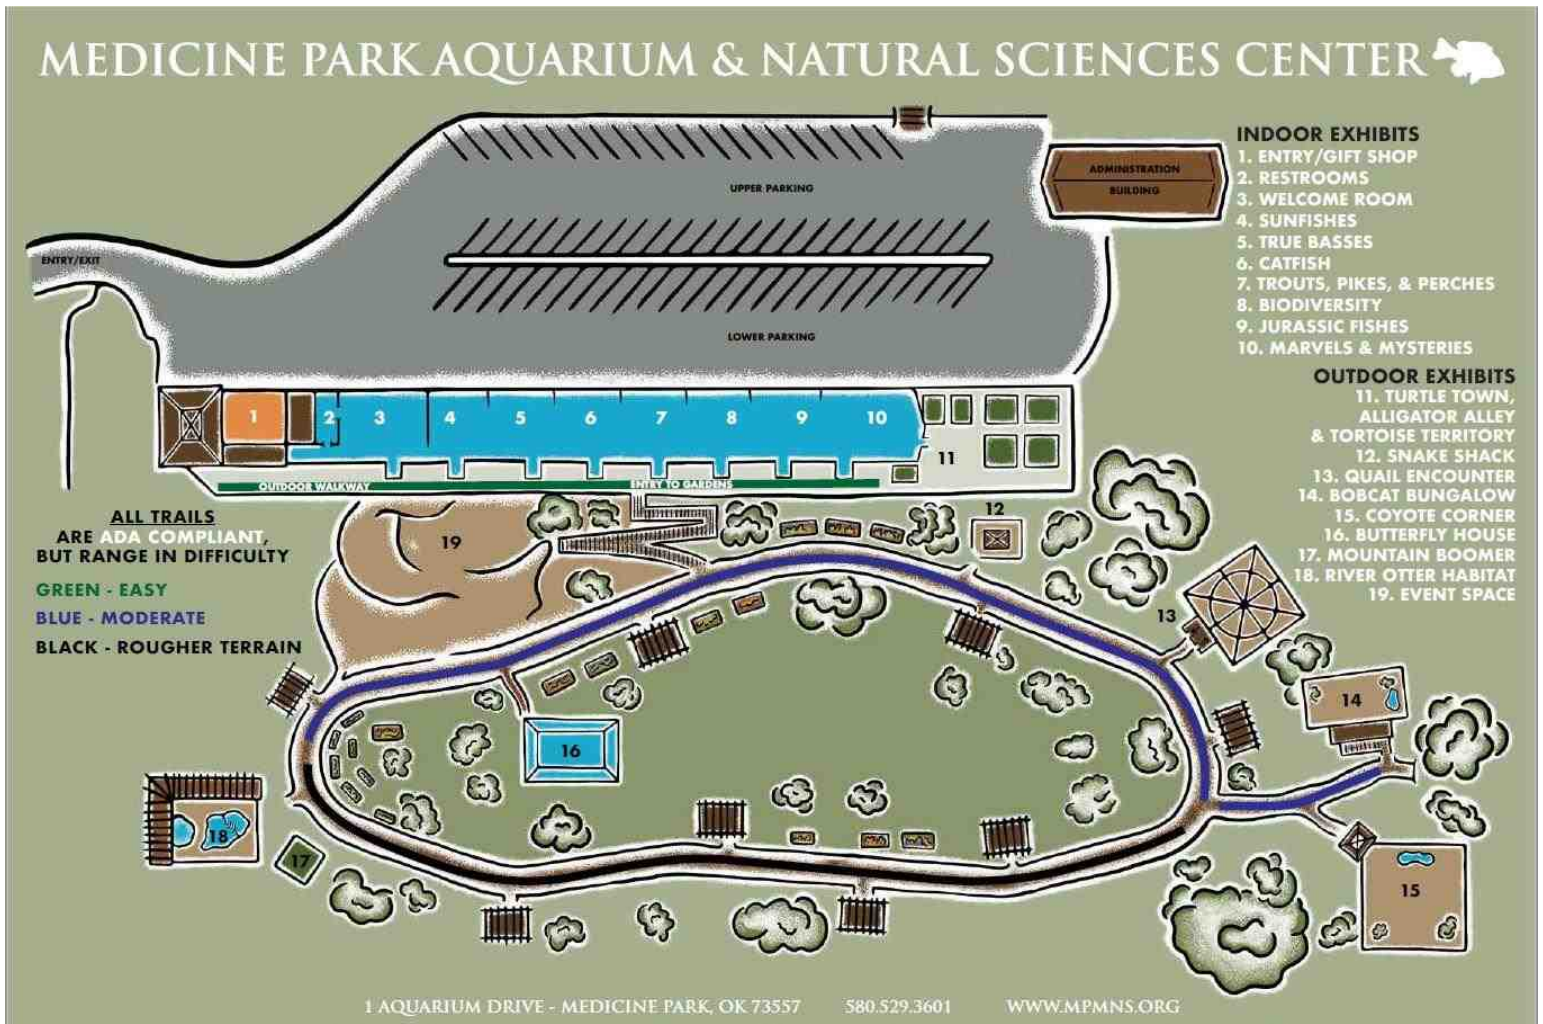 MEDICINE PARK AQUARIUM & NATURAL SCIENCES CENTER
INDOOR EXHIBITS
1. ENTRY/GIFT SHOP
2. RESTROOMS
3. WELCOME ROOM
4. SUNFISHES
5. TRUE BASSES
6. CATFISH
7. TROUTS, PIKES, & PERCHES
8. BIODIVERSITY
9. JURASSIC FISHES
10. MARVELS & MYSTERIES
OUTDOOR EXHIBITS
11. TURTLE TOWN,
ALLIGATOR ALLEY
& TORTOISE TERRITORY
12. SNAKE SHACK
13. QUAIL ENCOUNTER
14. BOBCAT BUNGALOW
15. COYOTE CORNER
16. BUTTERFLY HOUSE
17. MOUNTAIN BOOMER
18. RIVER OTTER HABITAT
19. EVENT SPACE
ADMINISTRATION
BUILDING
UPPER PARKING
ENTRY/EXIT
LOWER PARKING
1 2 3 4 5 6 7 8 9 10
11
OUTDOOR WALKWAY
ENTRY TO GARDENS
12
19
13
14
16
18
17
15
ALL TRAILS
ARE ADA COMPLIANT,
BUT RANGE IN DIFFICULTY
GREEN - EASY
BLUE - MODERATE
BLACK - ROUGHER TERRAIN
1 AQUARIUM DRIVE - MEDICINE PARK, OK 73557 580.529.3601 WWW.MPMNS.ORG